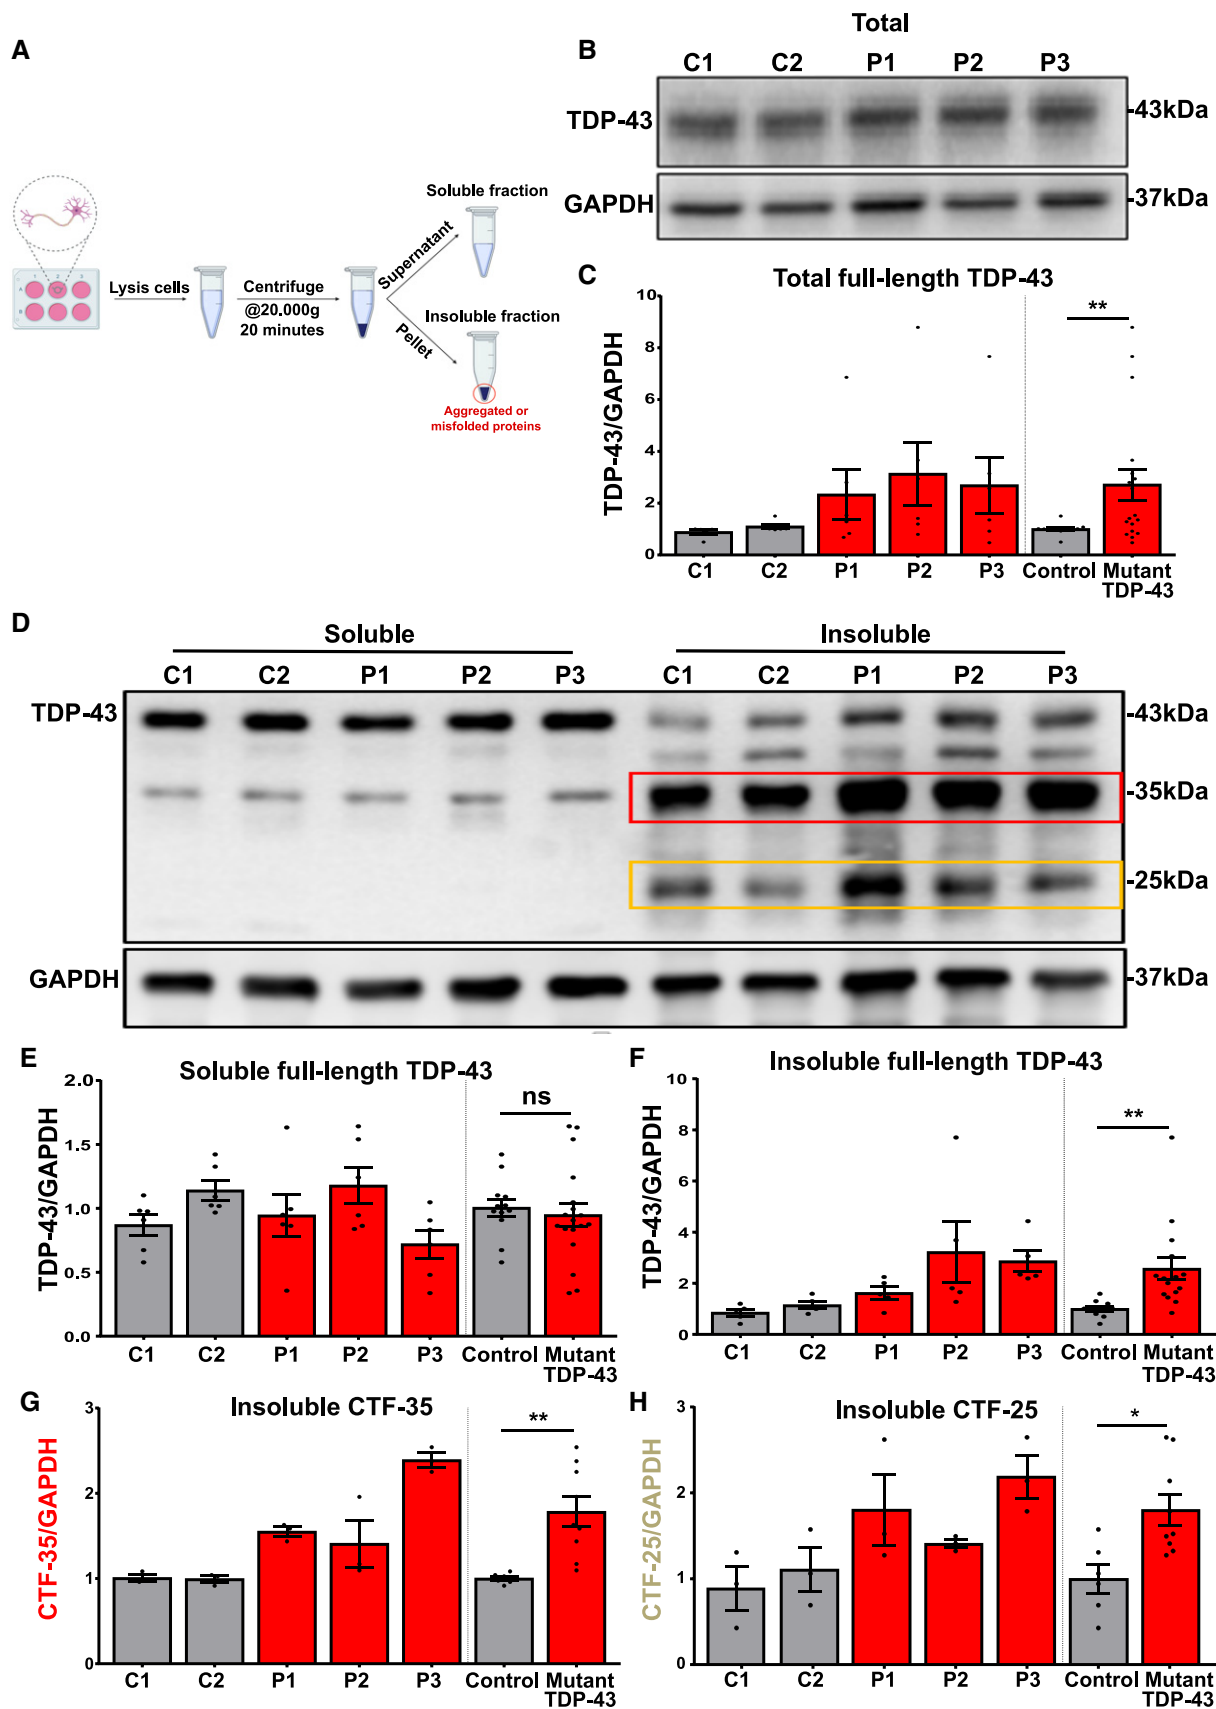 A
Lysis cells
Centrifuge
@20.000g
20 minutes
Supernatant
Pellet
Soluble fraction
Insoluble fraction
Aggregated or
misfolded proteins
B
Total
C1 C2 P1 P2 P3
TDP-43
-43kDa
GAPDH
-37kDa
C
Total full-length TDP-43
TDP-43/GAPDH
10
8
6
4
2
0
**
C1 C2 P1 P2 P3 Control Mutant
TDP-43
D
Soluble Insoluble
C1 C2 P1 P2 P3 C1 C2 P1 P2 P3
TDP-43
-43kDa
-35kDa
-25kDa
GAPDH
-37kDa
E
Soluble full-length TDP-43
TDP-43/GAPDH
2.0
1.5
1.0
0.5
0.0
ns
C1 C2 P1 P2 P3 Control Mutant
TDP-43
F
Insoluble full-length TDP-43
TDP-43/GAPDH
10
8
6
4
2
0
**
C1 C2 P1 P2 P3 Control Mutant
TDP-43
G
Insoluble CTF-35
CTF-35/GAPDH
3
2
1
0
**
C1 C2 P1 P2 P3 Control Mutant
TDP-43
H
Insoluble CTF-25
CTF-25/GAPDH
3
2
1
0
*
C1 C2 P1 P2 P3 Control Mutant
TDP-43